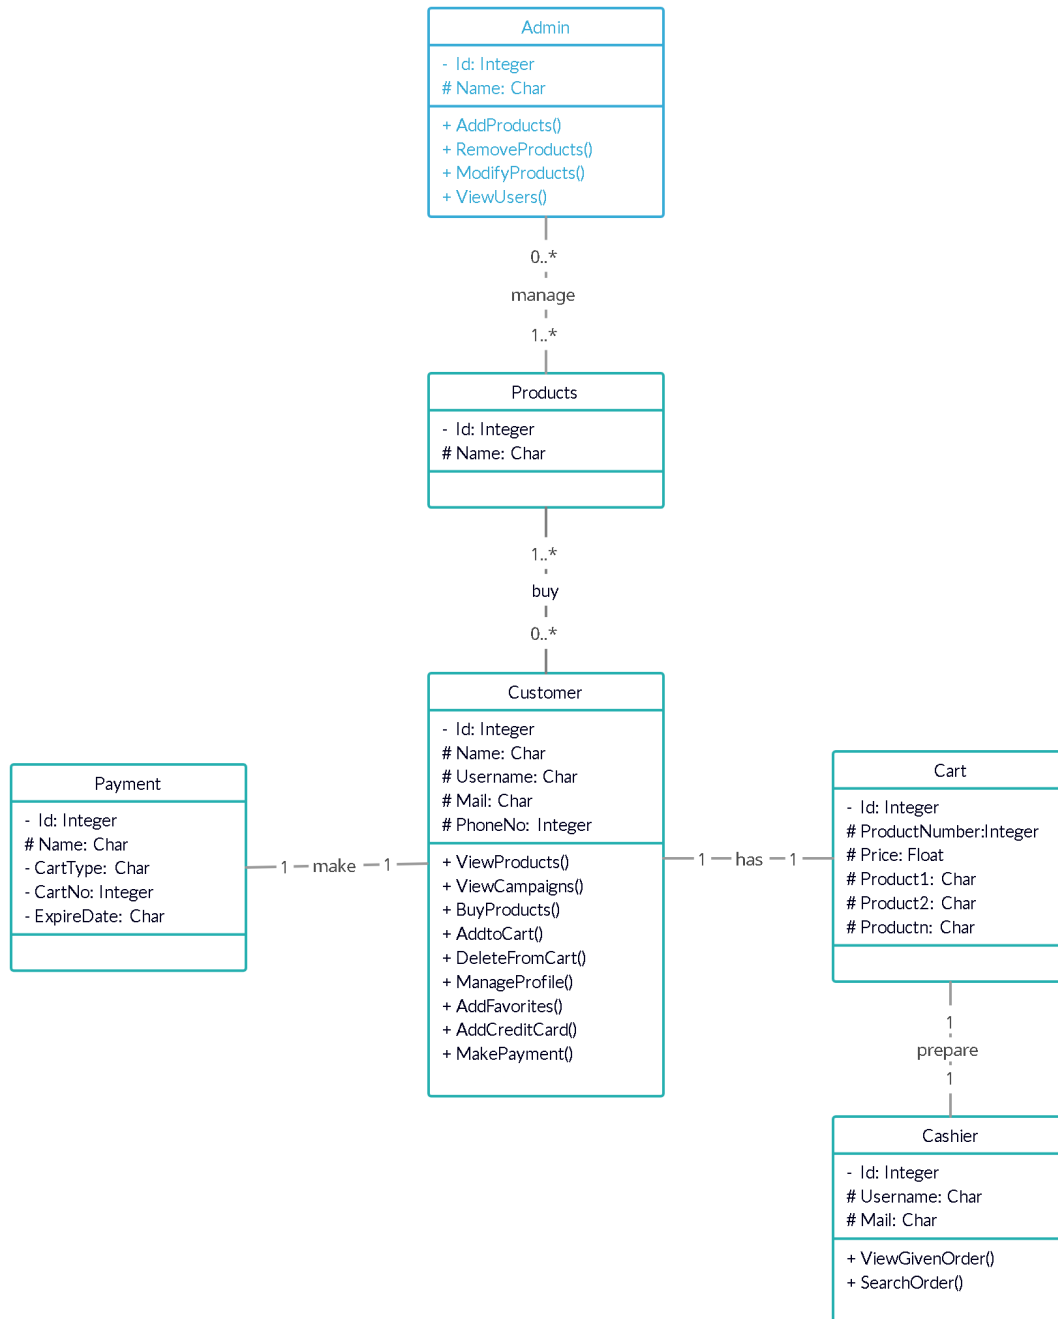 Admin
- Id: Integer
# Name: Char
+ AddProducts()
+ RemoveProducts()
+ ModifyProducts()
+ ViewUsers()
0..*
manage
1..*
Products
- Id: Integer
# Name: Char
1..*
buy
0..*
Customer
- Id: Integer
# Name: Char
# Username: Char
# Mail: Char
# PhoneNo: Integer
+ ViewProducts()
+ ViewCampaigns()
+ BuyProducts()
+ AddtoCart()
+ DeleteFromCart()
+ ManageProfile()
+ AddFavorites()
+ AddCreditCard()
+ MakePayment()
Payment
- Id: Integer
# Name: Char
- CartType: Char
- CartNo: Integer
- ExpireDate: Char
1 make 1
1 has 1
Cart
- Id: Integer
# ProductNumber:Integer
# Price: Float
# Product1: Char
# Product2: Char
# Productn: Char
1
prepare
1
Cashier
- Id: Integer
# Username: Char
# Mail: Char
+ ViewGivenOrder()
+ SearchOrder()